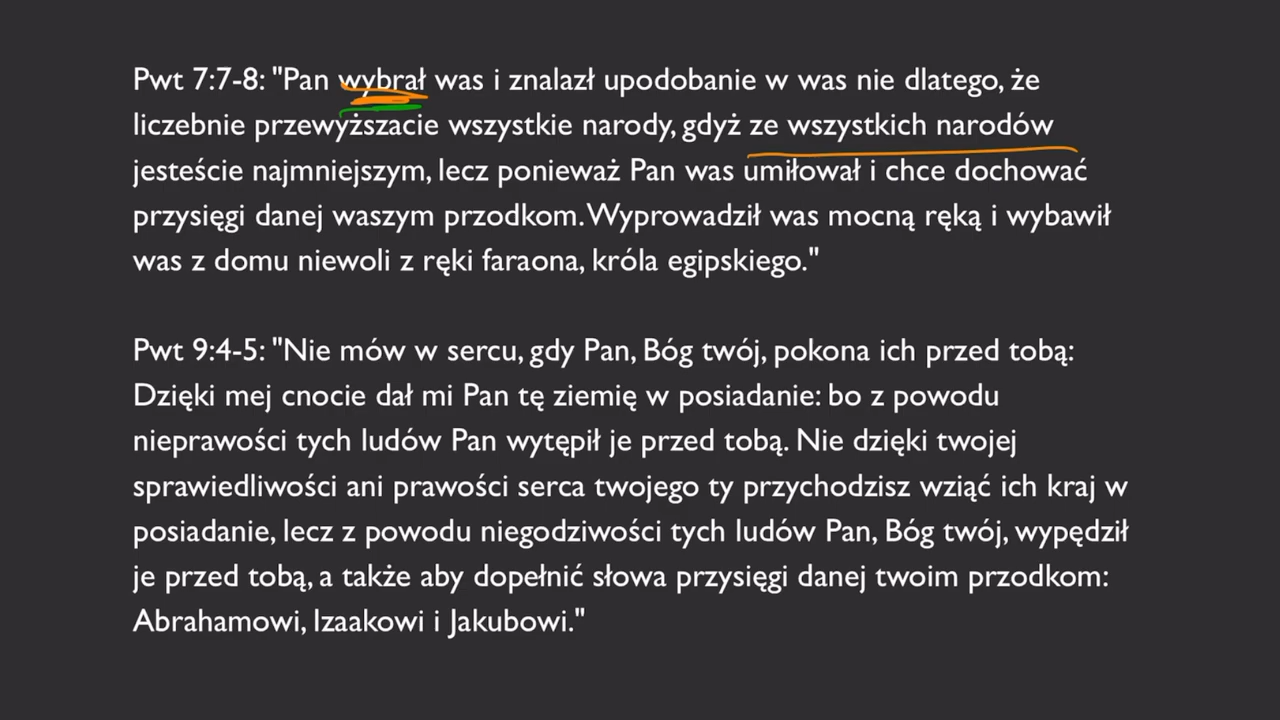 Pwt 7:7-8: "Pan wybrał was i znalazł upodobanie w was nie dlatego, że
liczebnie przewyższacie wszystkie narody, gdyż ze wszystkich narodów
jesteście najmniejszym, lecz ponieważ Pan was umiłował i chce dochować
przysięgi danej waszym przodkom. Wyprowadził was mocną ręką i wybawił
was z domu niewoli z ręki faraona, króla egipskiego."
Pwt 9:4-5: "Nie mów w sercu, gdy Pan, Bóg twój, pokona ich przed tobą:
Dzięki mej cnocie dał mi Pan tę ziemię w posiadanie: bo z powodu
nieprawości tych ludów Pan wytępił je przed tobą. Nie dzięki twojej
sprawiedliwości ani prawości serca twojego ty przychodzisz wziąć ich kraj w
posiadanie, lecz z powodu niegodziwości tych ludów Pan, Bóg twój, wypędził
je przed tobą, a także aby dopełnić słowa przysięgi danej twoim przodkom:
Abrahamowi, Izaakowi i Jakubowi."